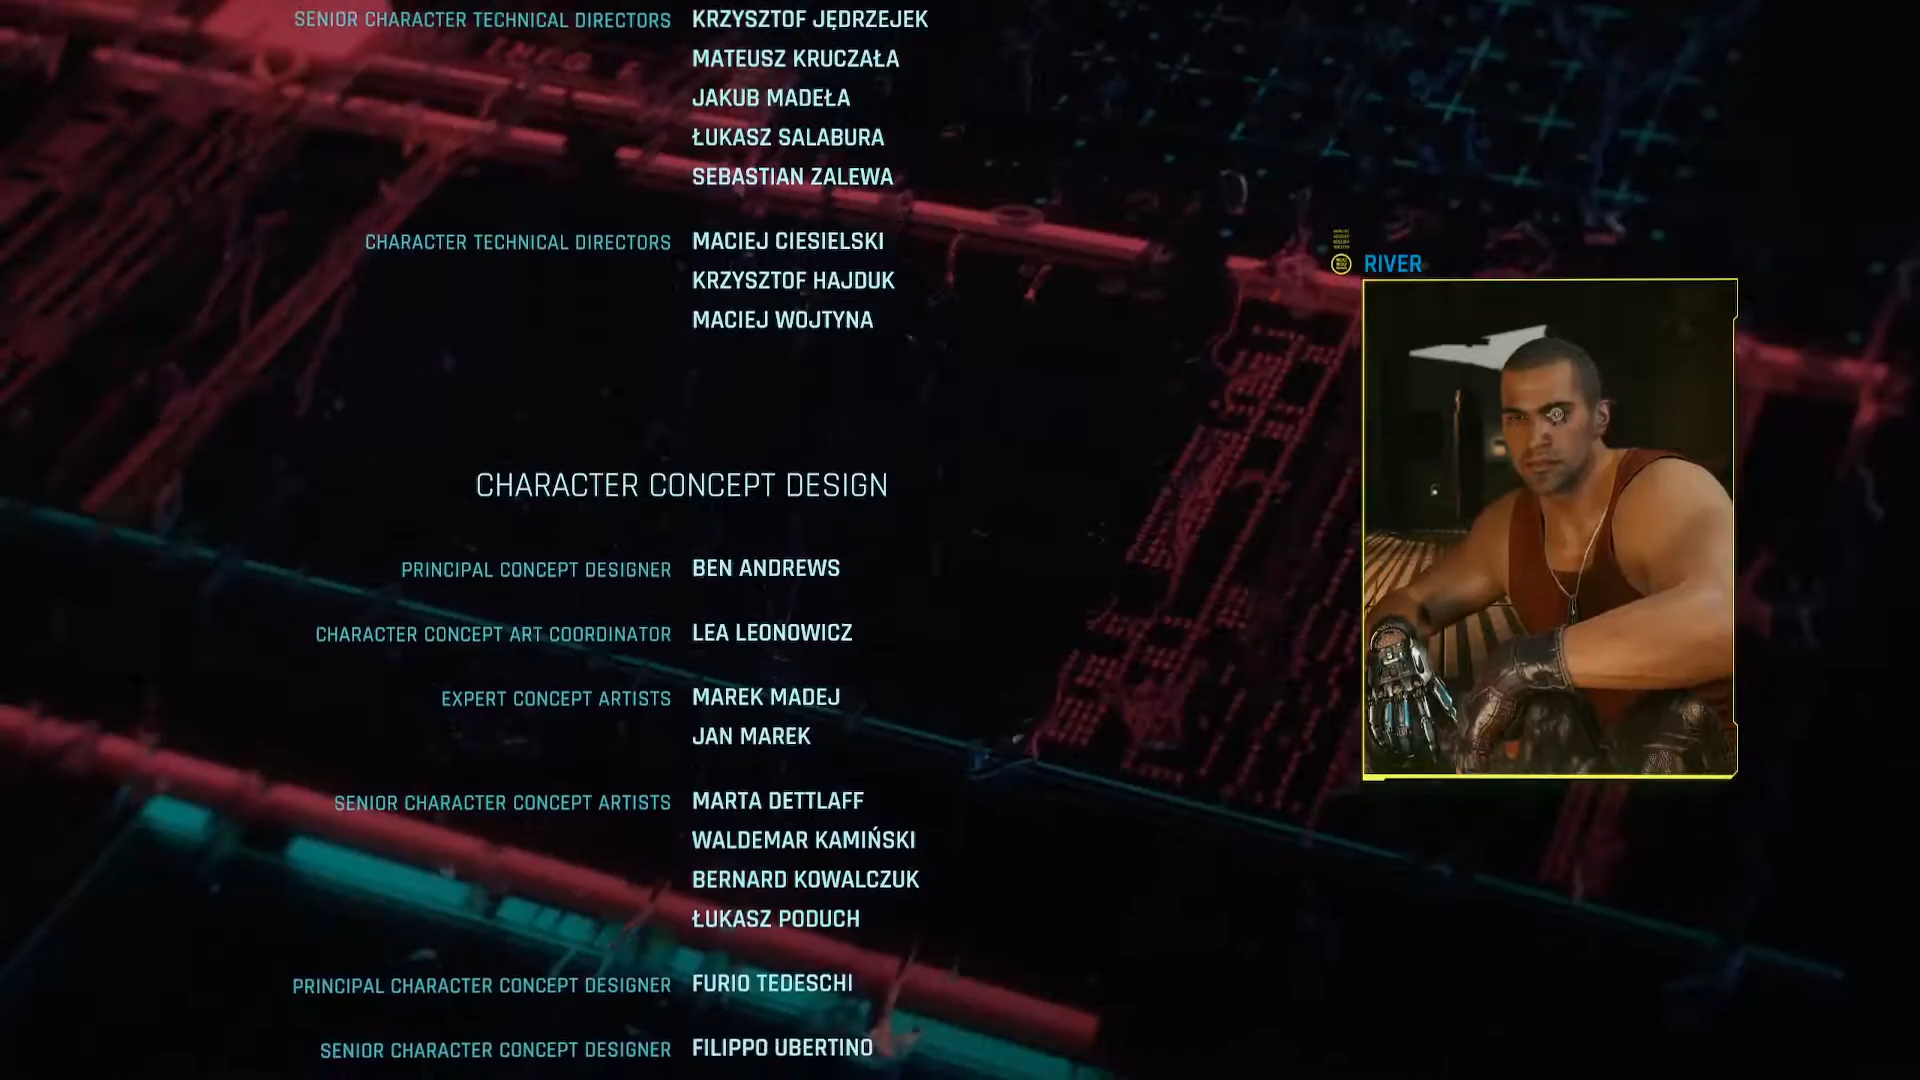 SENIOR CHARACTER TECHNICAL DIRECTORS KRZYSZTOF JĘDRZEJEK
MATEUSZ KRUCZAŁA
JAKUB MADEŁA
ŁUKASZ SALABURA
SEBASTIAN ZALEWA
CHARACTER TECHNICAL DIRECTORS MACIEJ CIESIELSKI
KRZYSZTOF HAJDUK
MACIEJ WOJTYNA
CHARACTER CONCEPT DESIGN
PRINCIPAL CONCEPT DESIGNER BEN ANDREWS
CHARACTER CONCEPT ART COORDINATOR LEA LEONOWICZ
EXPERT CONCEPT ARTISTS MAREK MADEJ
JAN MAREK
SENIOR CHARACTER CONCEPT ARTISTS MARTA DETTLAFF
WALDEMAR KAMIŃSKI
BERNARD KOWALCZUK
ŁUKASZ PODUCH
PRINCIPAL CHARACTER CONCEPT DESIGNER FURIO TEDESCHI
SENIOR CHARACTER CONCEPT DESIGNER FILIPPO UBERTINO
RIVER